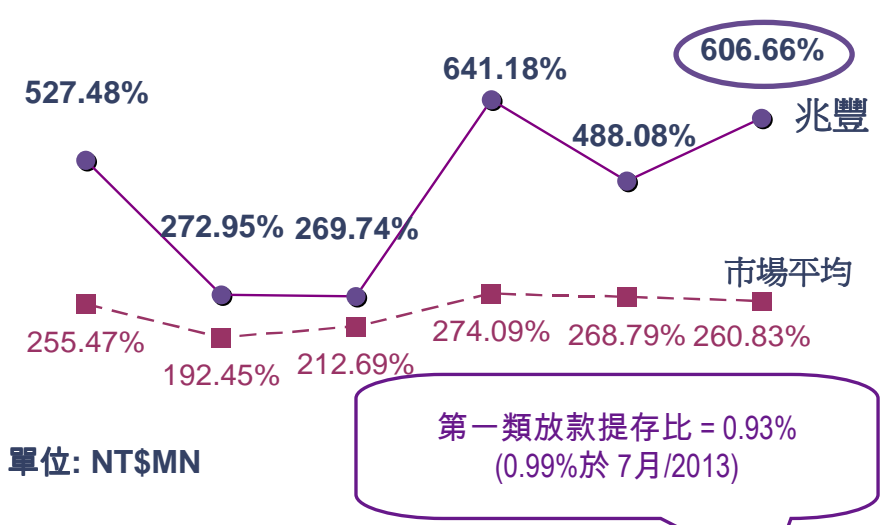 606.66%
641.18%
527.48%
兆豐
488.08%
272.95% 269.74%
市場平均
255.47% 192.45% 212.69% 274.09% 268.79% 260.83%
第一類放款提存比 = 0.93%
(0.99%於 7月/2013)
單位: NT$MN